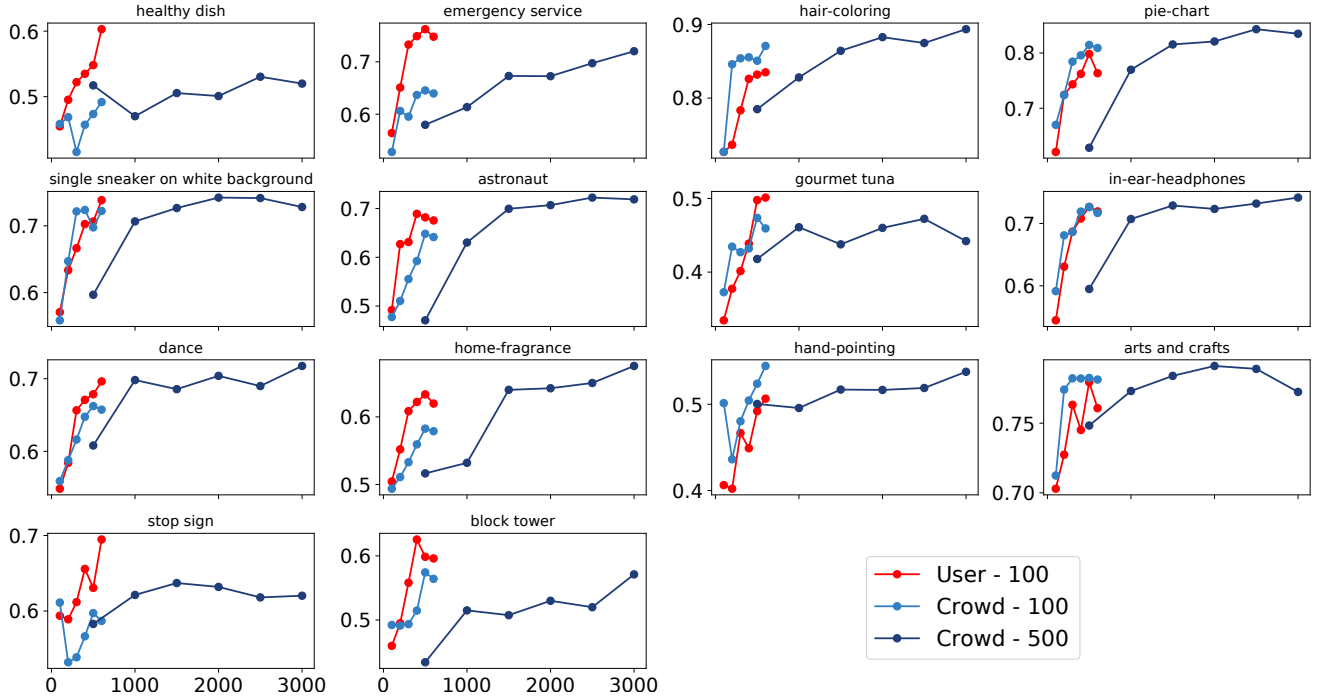 healthy dish
emergency service
hair-coloring
pie-chart
0.6
0.5
0.7
0.6
0.9
0.8
0.8
0.7
single sneaker on white background
astronaut
gourmet tuna
in-ear-headphones
0.7
0.6
0.7
0.6
0.5
0.5
0.4
0.7
0.6
dance
home-fragrance
hand-pointing
arts and crafts
0.7
0.6
0.6
0.5
0.5
0.4
0.75
0.70
stop sign
block tower
0.7
0.6
0.6
0.5
0 1000 2000 3000
0 1000 2000 3000
User - 100
Crowd - 100
Crowd - 500